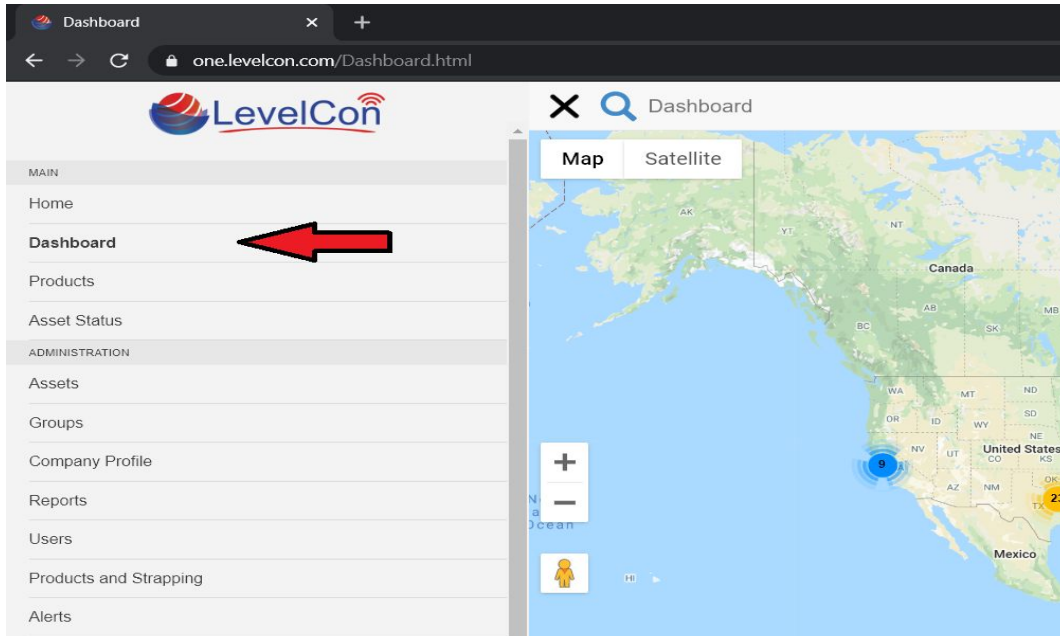 Dashboard
one.levelcon.com/Dashboard.html
LevelCon
MAIN
Home
Dashboard
Products
Asset Status
ADMINISTRATION
Assets
Groups
Company Profile
Reports
Users
Products and Strapping
Alerts
Dashboard
Map Satellite
AK
YT
NT
Canada
AB
MB
BC
SK
WA
MT
ND
OR
ID
SD
WY
NE
NV
UT
United States
CO
KS
9
AZ
NM
OK
TX
Ocean
Mexico
HI